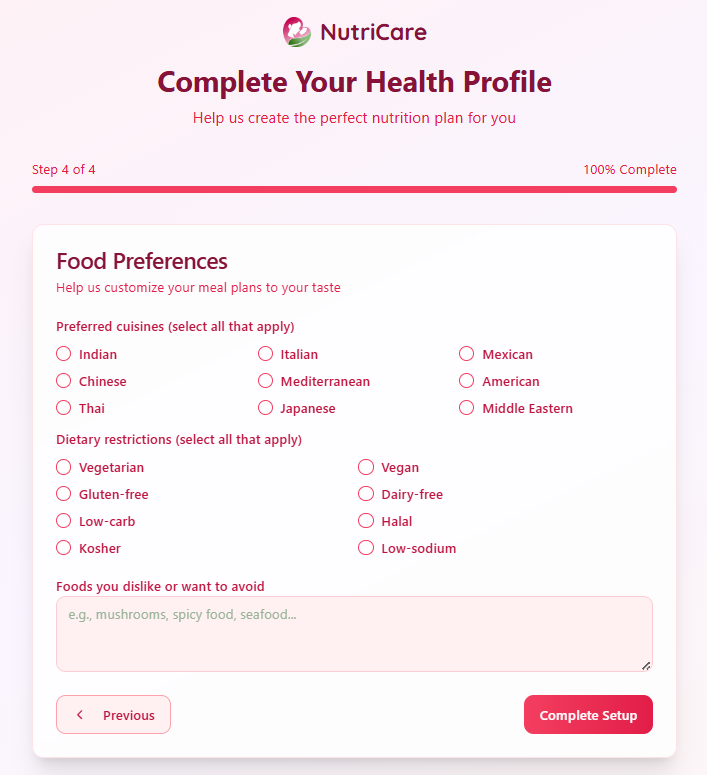 NutriCare
Complete Your Health Profile
Help us create the perfect nutrition plan for you
Step 4 of 4 100% Complete
Food Preferences
Help us customize your meal plans to your taste
Preferred cuisines (select all that apply)
Indian Italian Mexican
Chinese Mediterranean American
Thai Japanese Middle Eastern
Dietary restrictions (select all that apply)
Vegetarian Vegan
Gluten-free Dairy-free
Low-carb Halal
Kosher Low-sodium
Foods you dislike or want to avoid
e.g., mushrooms, spicy food, seafood...
Previous Complete Setup